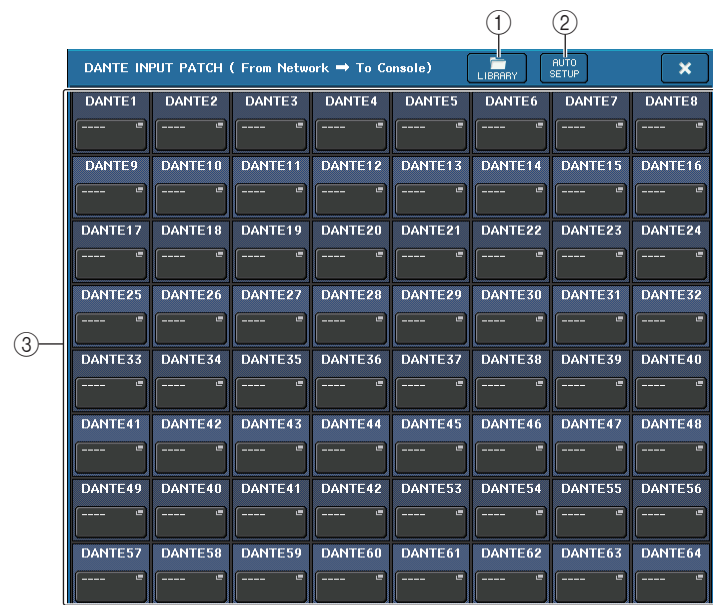 ① ②
DANTE INPUT PATCH ( From Network ➡ To Console) LIBRARY AUTO SETUP ×
DANTE1 DANTE2 DANTE3 DANTE4 DANTE5 DANTE6 DANTE7 DANTE8
---- ---- ---- ---- ---- ---- ---- ----
DANTE9 DANTE10 DANTE11 DANTE12 DANTE13 DANTE14 DANTE15 DANTE16
---- ---- ---- ---- ---- ---- ---- ----
DANTE17 DANTE18 DANTE19 DANTE20 DANTE21 DANTE22 DANTE23 DANTE24
---- ---- ---- ---- ---- ---- ---- ----
DANTE25 DANTE26 DANTE27 DANTE28 DANTE29 DANTE30 DANTE31 DANTE32
---- ---- ---- ---- ---- ---- ---- ----
③
DANTE33 DANTE34 DANTE35 DANTE36 DANTE37 DANTE38 DANTE39 DANTE40
---- ---- ---- ---- ---- ---- ---- ----
DANTE41 DANTE42 DANTE43 DANTE44 DANTE45 DANTE46 DANTE47 DANTE48
---- ---- ---- ---- ---- ---- ---- ----
DANTE49 DANTE40 DANTE41 DANTE42 DANTE53 DANTE54 DANTE55 DANTE56
---- ---- ---- ---- ---- ---- ---- ----
DANTE57 DANTE58 DANTE59 DANTE60 DANTE61 DANTE62 DANTE63 DANTE64
---- ---- ---- ---- ---- ---- ---- ----